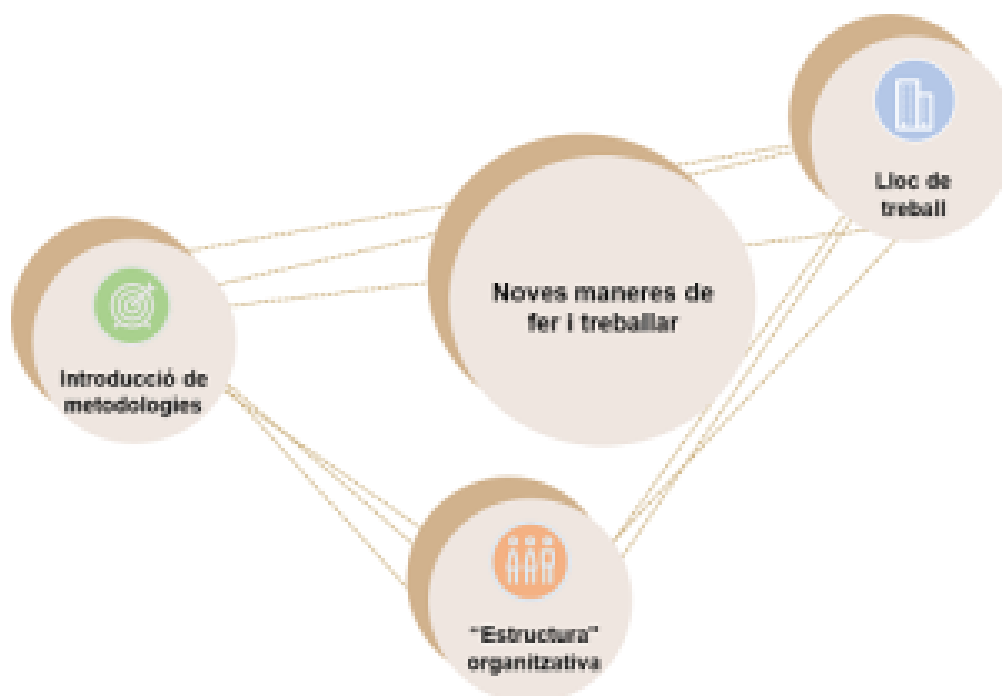 Lloc de
treball
Noves maneres de
fer i treballar
Introducció de
metodologies
"Estructura"
organitzativa